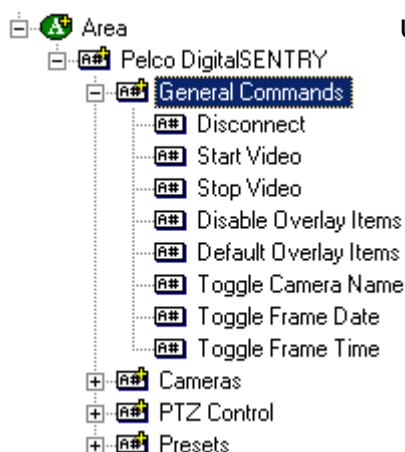 Area
Pelco DigitalSENTRY
General Commands
Disconnect
Start Video
Stop Video
Disable Overlay Items
Default Overlay Items
Toggle Camera Name
Toggle Frame Date
Toggle Frame Time
Cameras
PTZ Control
Presets